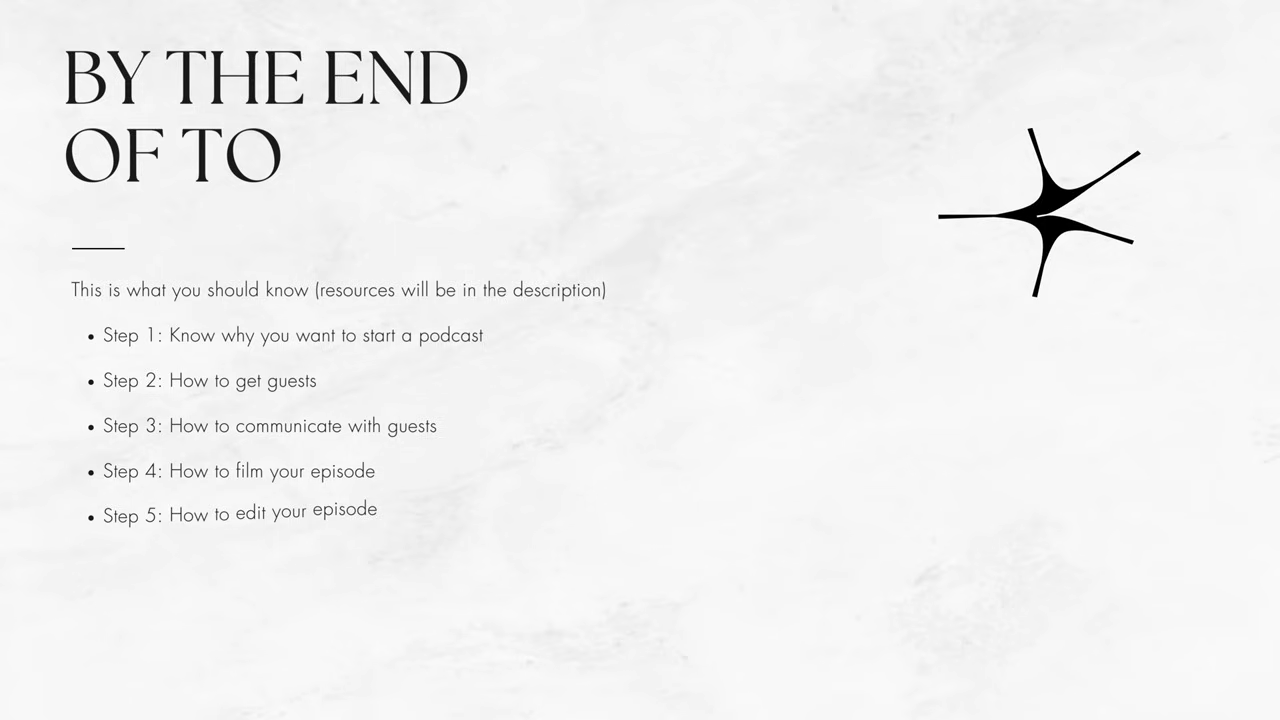 BY THE END
OF TO
This is what you should know (resources will be in the description)
• Step 1: Know why you want to start a podcast
• Step 2: How to get guests
• Step 3: How to communicate with guests
• Step 4: How to film your episode
• Step 5: How to edit your episode